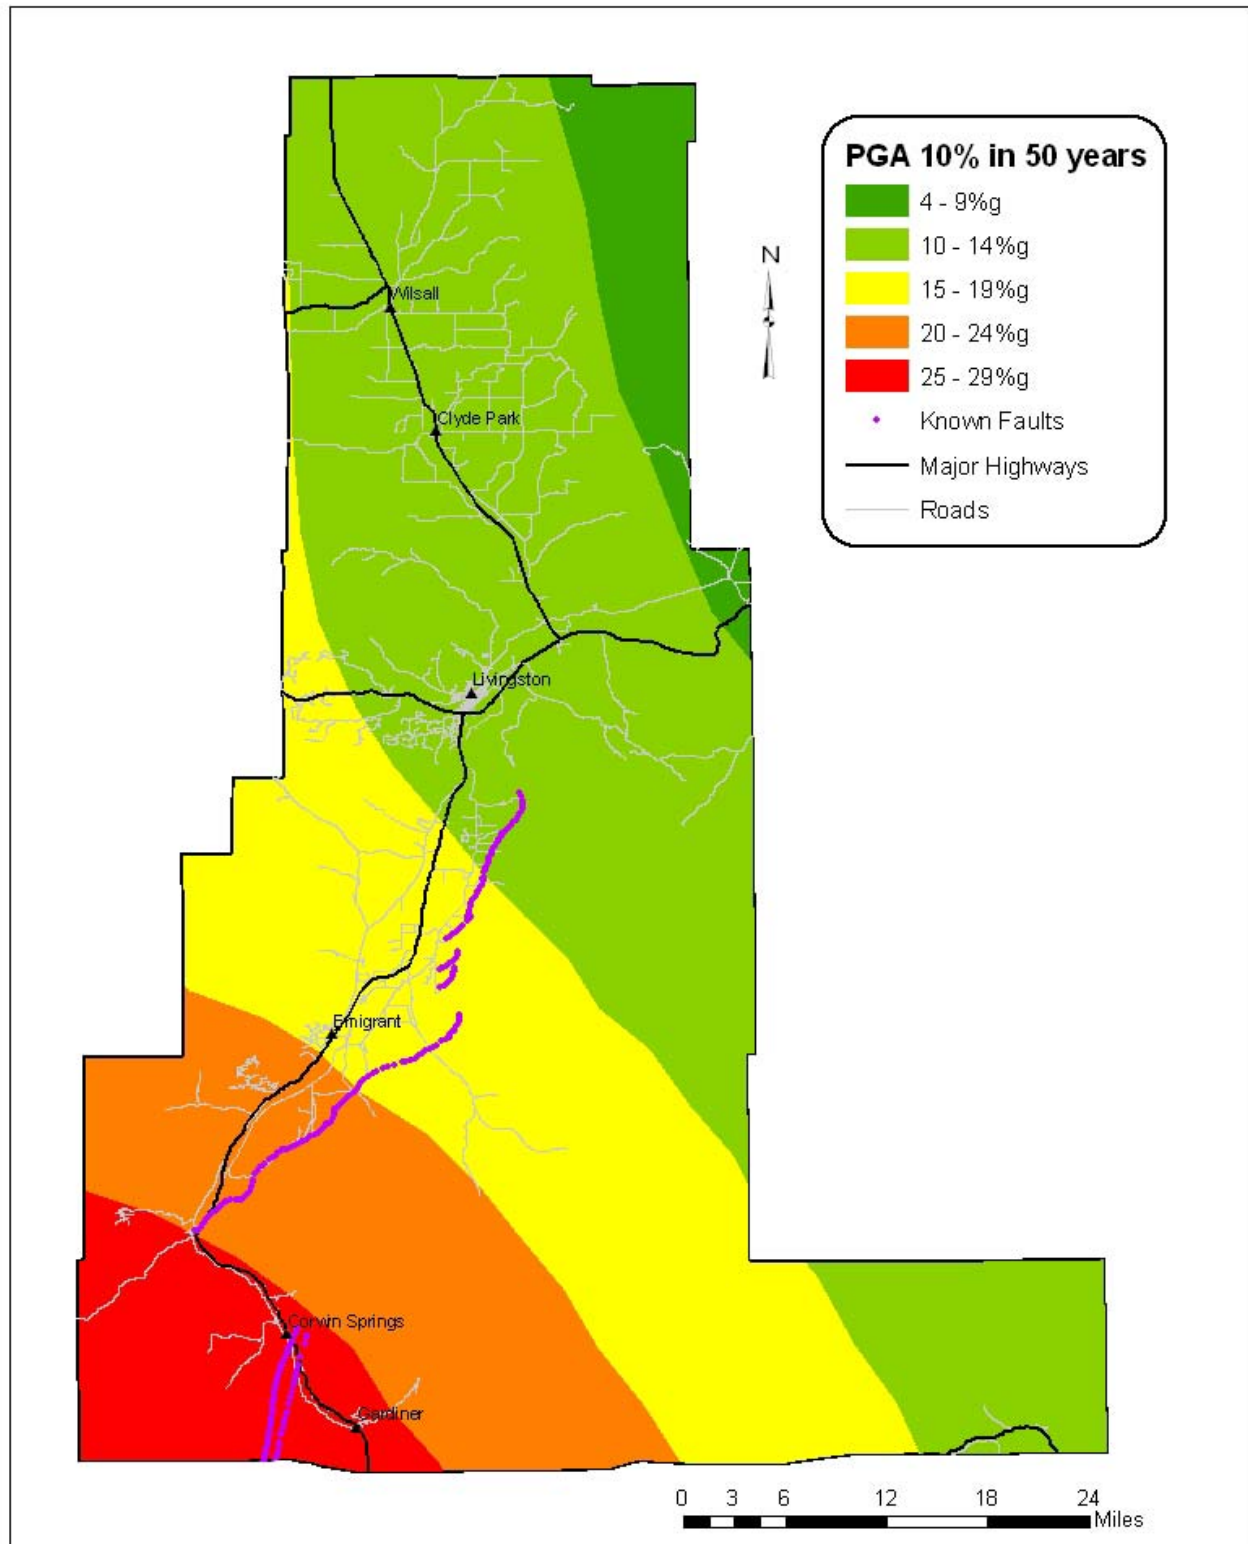 PGA 10% in 50 years
4 - 9%g
10 - 14%g
15 - 19%g
20 - 24%g
25 - 29%g
Known Faults
Major Highways
Roads
N
Wilsall
Clyde Park
Livingston
Emigrant
Corwin Springs
Gardiner
0 3 6 12 18 24
Miles